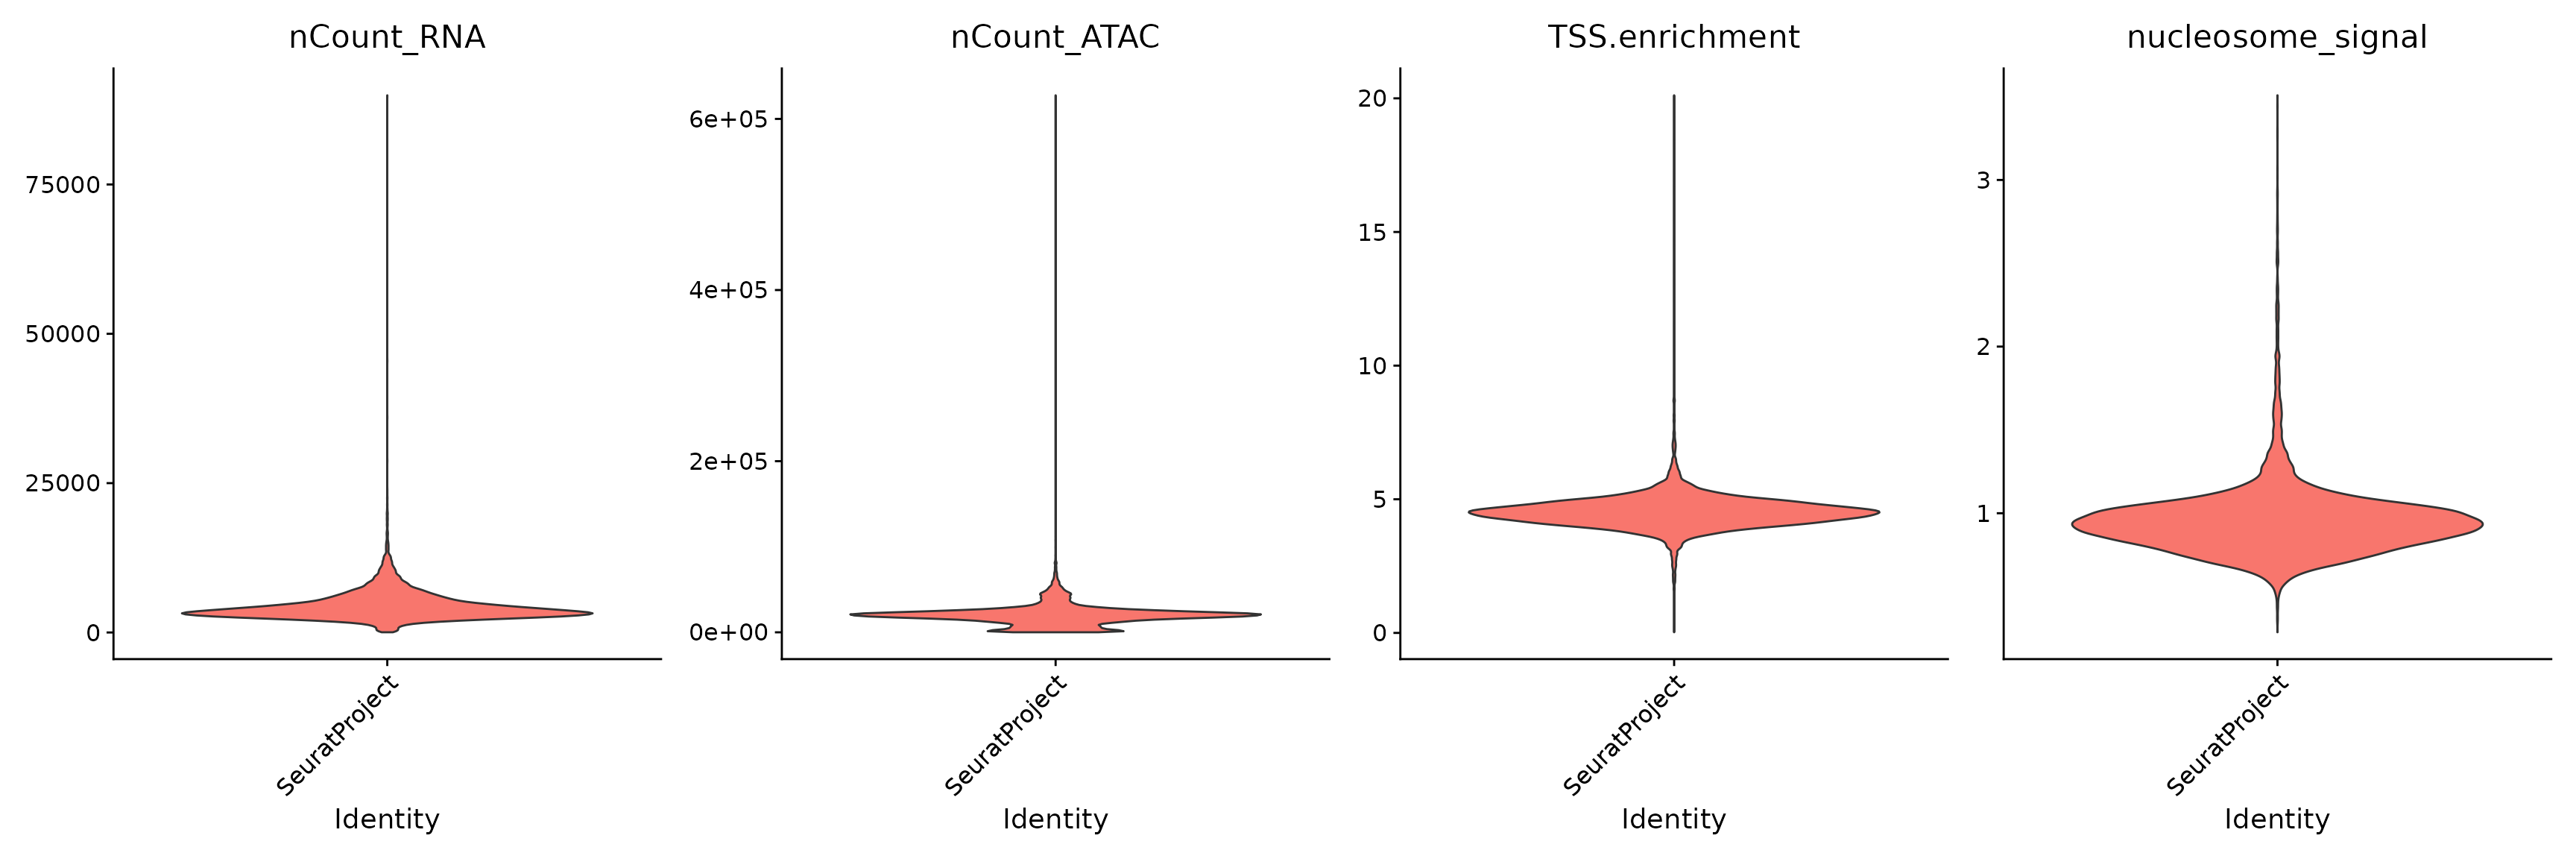 nCount_RNA
75000
50000
25000
0
SeuratProject
Identity
nCount_ATAC
6e+05
4e+05
2e+05
0e+00
SeuratProject
Identity
TSS.enrichment
20
15
10
5
0
SeuratProject
Identity
nucleosome_signal
3
2
1
SeuratProject
Identity